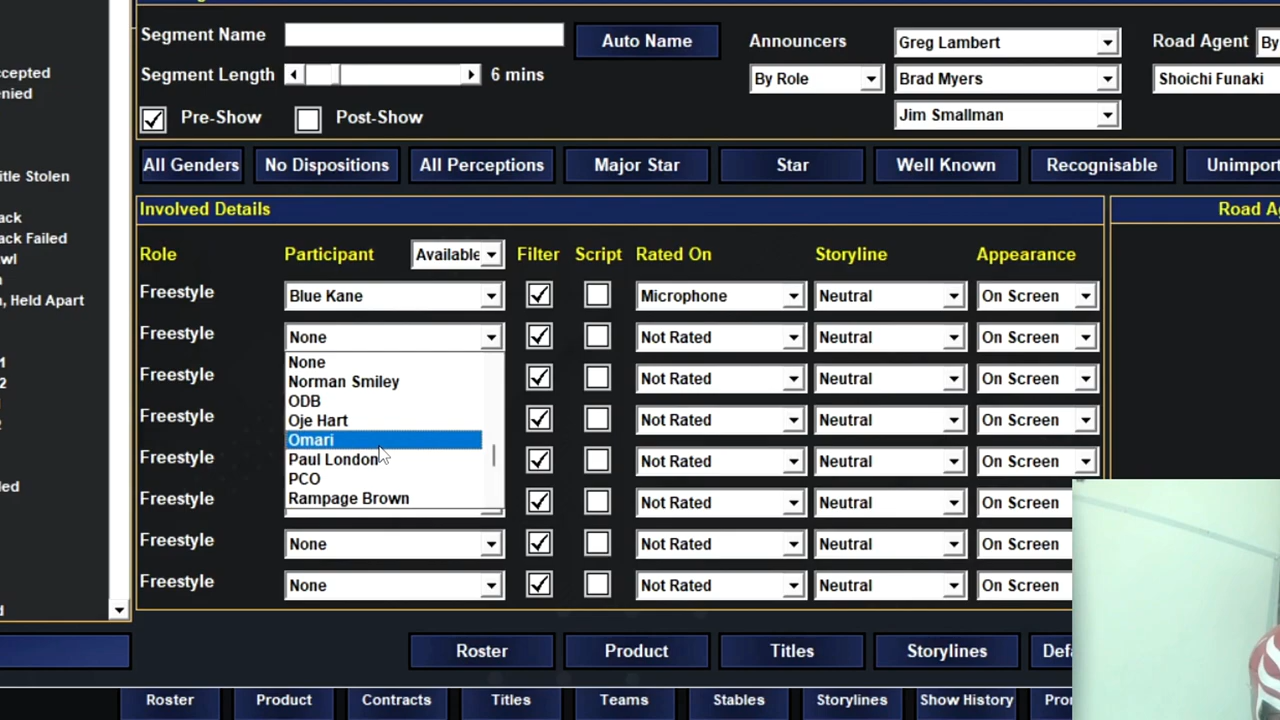 Segment Name Auto Name Announcers Greg Lambert Road Agent By
Segment Length 6 mins By Role Brad Myers Shoichi Funaki
Pre-Show Post-Show Jim Smallman
All Genders No Dispositions All Perceptions Major Star Star Well Known Recognisable Unimport
Involved Details Road Ag
Role Participant Available Filter Script Rated On Storyline Appearance
Freestyle Blue Kane Microphone Neutral On Screen
Freestyle None Not Rated Neutral On Screen
None
Norman Smiley
ODB
Oje Hart
Omari
Paul London
PCO
Rampage Brown
Freestyle Not Rated Neutral On Screen
Freestyle Not Rated Neutral On Screen
Freestyle Not Rated Neutral On Screen
Freestyle Not Rated Neutral On Screen
Freestyle None Not Rated Neutral On Screen
Freestyle None Not Rated Neutral On Screen
ccepted
enied
itle Stolen
ack
ack Failed
wl
n, Held Apart
1
2
1
2
led
d
Roster Product Titles Storylines Defa
Roster Product Contracts Titles Teams Stables Storylines Show History Pro